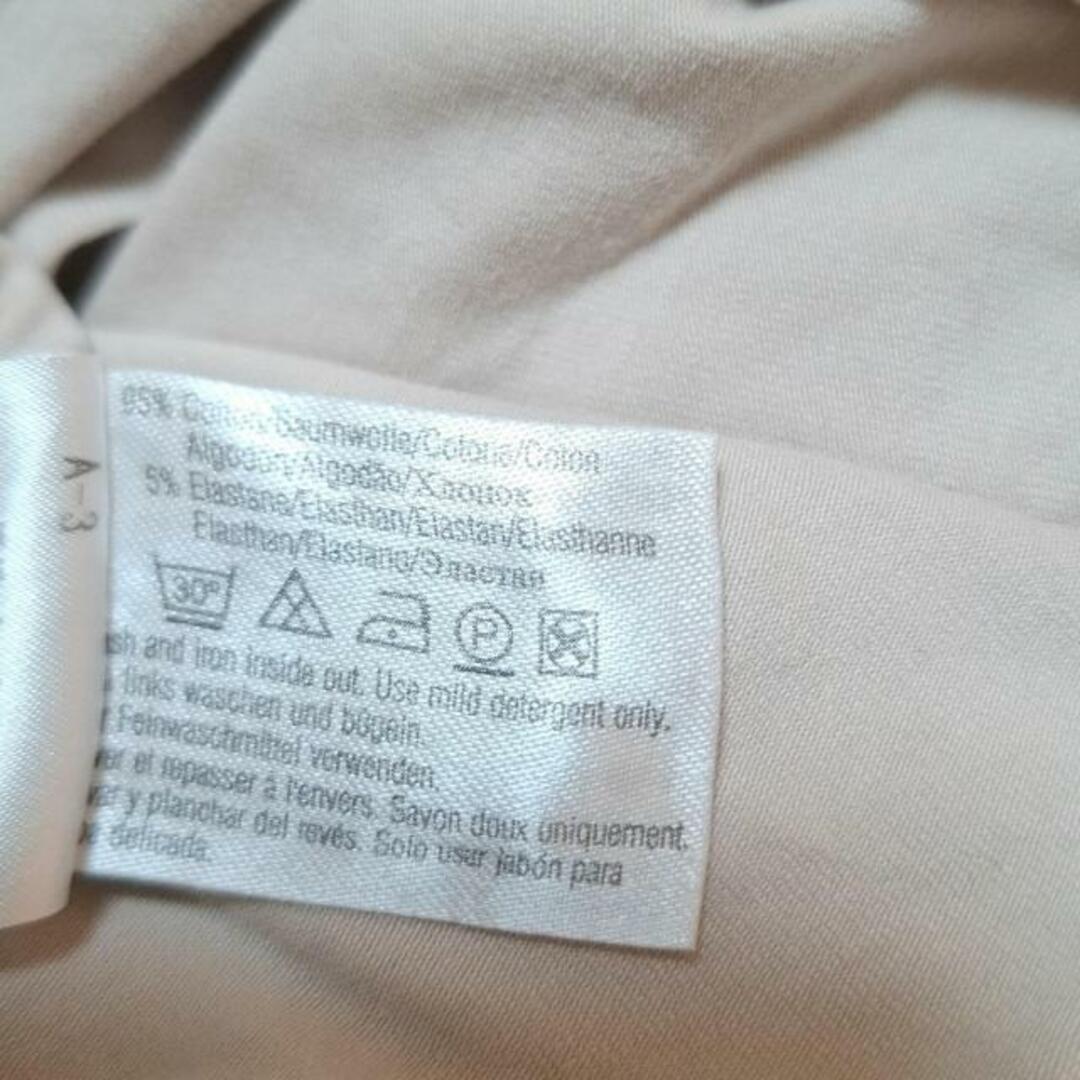 95% Cotton/Baumwolle/Cotone/Coton
Algodón/Algodão/Хлопок
5% Elastane/Elasthan/Elastan/Elasthanne
Elasthan/Elastano/Эластан
30°
P
sh and iron inside out. Use mild detergent only.
links waschen und bügeln.
Feinwaschmittel verwenden.
er et repasser à l'envers. Savon doux uniquement.
var y planchar del revés. Solo usar jabón para
delicada.
A-3